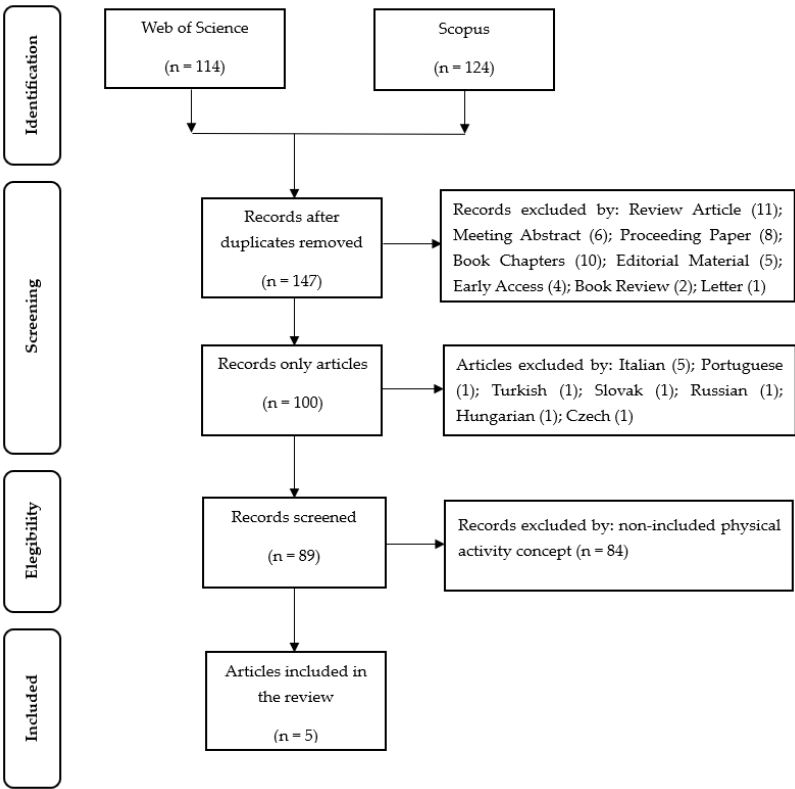 Identification
Web of Science
(n = 114)
Scopus
(n = 124)
Screening
Records after
duplicates removed
(n = 147)
Records excluded by: Review Article (11);
Meeting Abstract (6); Proceeding Paper (8);
Book Chapters (10); Editorial Material (5);
Early Access (4); Book Review (2); Letter (1)
Records only articles
(n = 100)
Articles excluded by: Italian (5); Portuguese
(1); Turkish (1); Slovak (1); Russian (1);
Hungarian (1); Czech (1)
Elegibility
Records screened
(n = 89)
Records excluded by: non-included physical
activity concept (n = 84)
Included
Articles included in
the review
(n = 5)